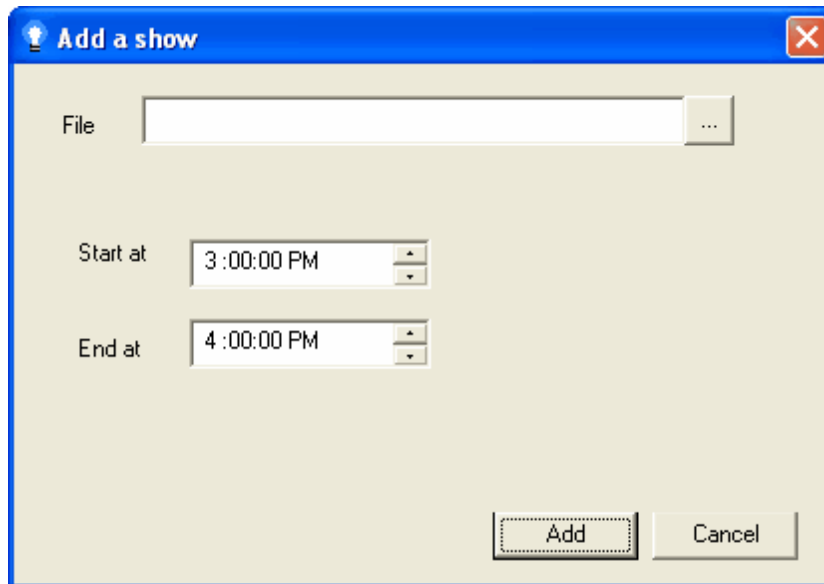 Add a show
File ...
Start at 3 :00:00 PM
End at 4 :00:00 PM
Add Cancel